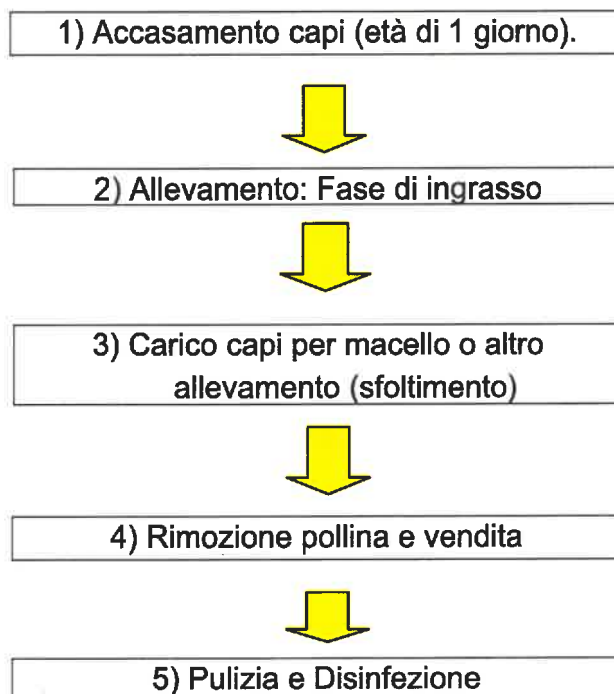 1) Accasamento capi (età di 1 giorno).
2) Allevamento: Fase di ingrasso
3) Carico capi per macello o altro
allevamento (sfoltimento)
4) Rimozione pollina e vendita
5) Pulizia e Disinfezione